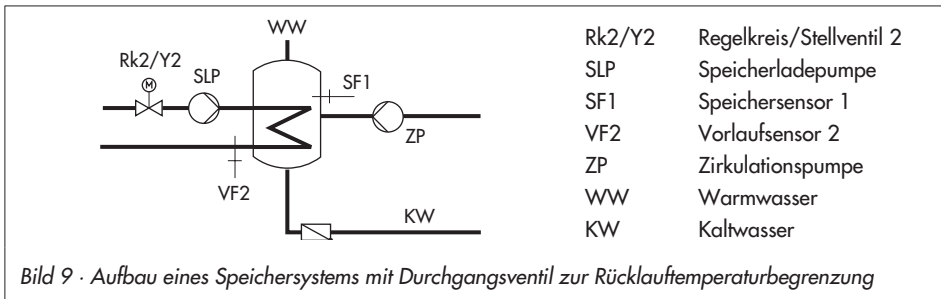 WW
Rk2/Y2
M
SLP
SF1
ZP
VF2
KW
Rk2/Y2 Regelkreis/Stellventil 2
SLP Speicherladepumpe
SF1 Speichersensor 1
VF2 Vorlaufsensor 2
ZP Zirkulationspumpe
WW Warmwasser
KW Kaltwasser
Bild 9 · Aufbau eines Speichersystems mit Durchgangsventil zur Rücklauftemperaturbegrenzung